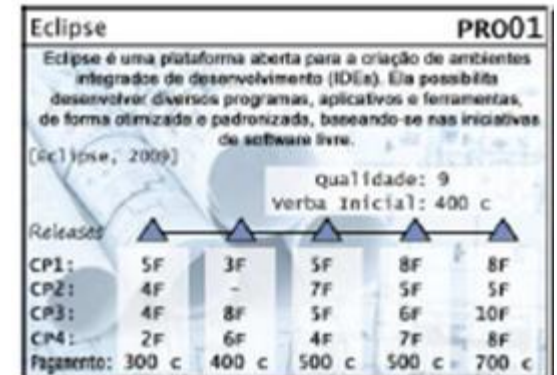 Eclipse PRO01
Eclipse é uma plataforma aberta para a criação de ambientes
integrados de desenvolvimento (IDEs). Ela possibilita
desenvolver diversos programas, aplicativos e ferramentas,
de forma otimizada e padronizada, baseando-se nas iniciativas
de software livre.
[Eclipse, 2009]
Qualidade: 9
Verba Inicial: 400 c
Releases
CP1: 5F 3F 5F 8F 8F
CP2: 4F - 7F 5F 5F
CP3: 4F 8F 5F 6F 10F
CP4: 2F 6F 4F 7F 8F
Pagamento: 300 c 400 c 500 c 500 c 700 c